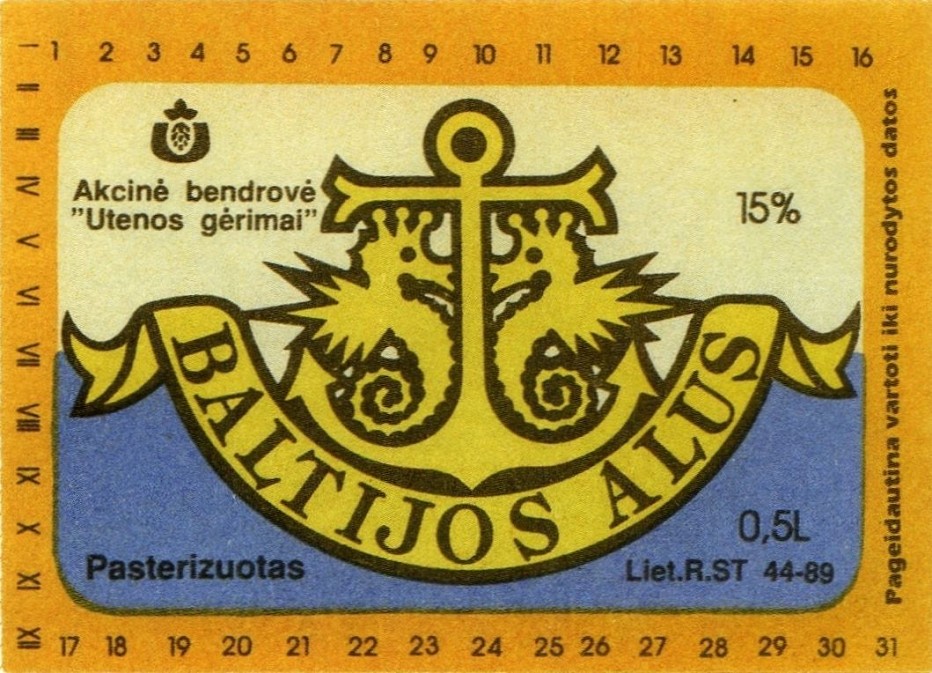 1 2 3 4 5 6 7 8 9 10 11 12 13 14 15 16
I
II
III
IV
V
VI
VII
VIII
IX
X
XI
XII
Akcinė bendrovė
"Utenos gėrimai"
15%
BALTIJOS ALUS
0,5L
Pasterizuotas
Liet.R.ST 44-89
Pageidautina vartoti iki nurodytos datos
17 18 19 20 21 22 23 24 25 26 27 28 29 30 31